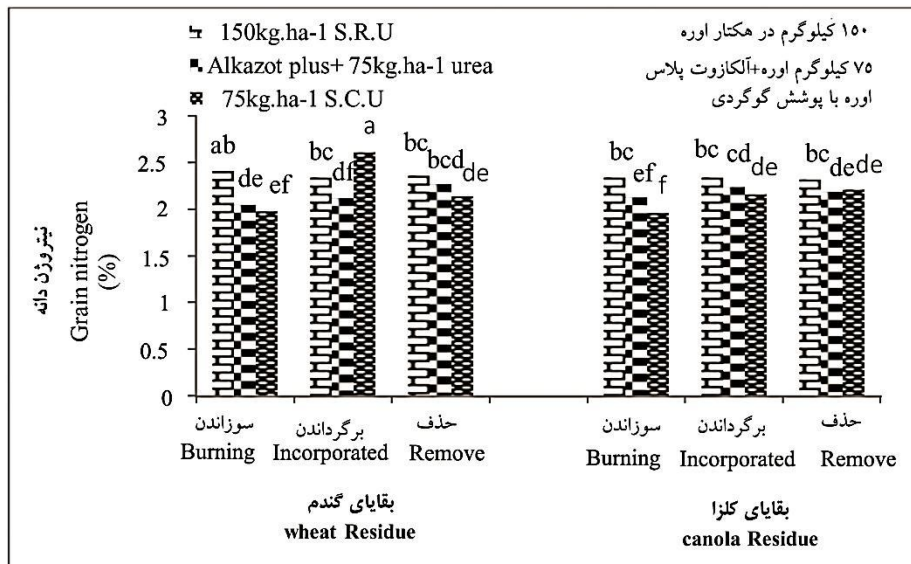 150kg.ha-1 S.R.U ۱۵۰ کیلوگرم در هکتار اوره
Alkazot plus+ 75kg.ha-1 urea ۷۵ کیلوگرم اوره+آلکازوت پلاس
75kg.ha-1 S.C.U اوره با پوشش گوگردی
نیتروژن دانه
Grain nitrogen
(%)
3
2.5
2
1.5
1
0.5
0
ab de ef bc df a bc bcd de bc ef f bc cd de bc de de
سوزاندن برگرداندن حذف سوزاندن برگرداندن حذف
Burning Incorporated Remove Burning Incorporated Remove
بقایای گندم بقایای کلزا
wheat Residue canola Residue